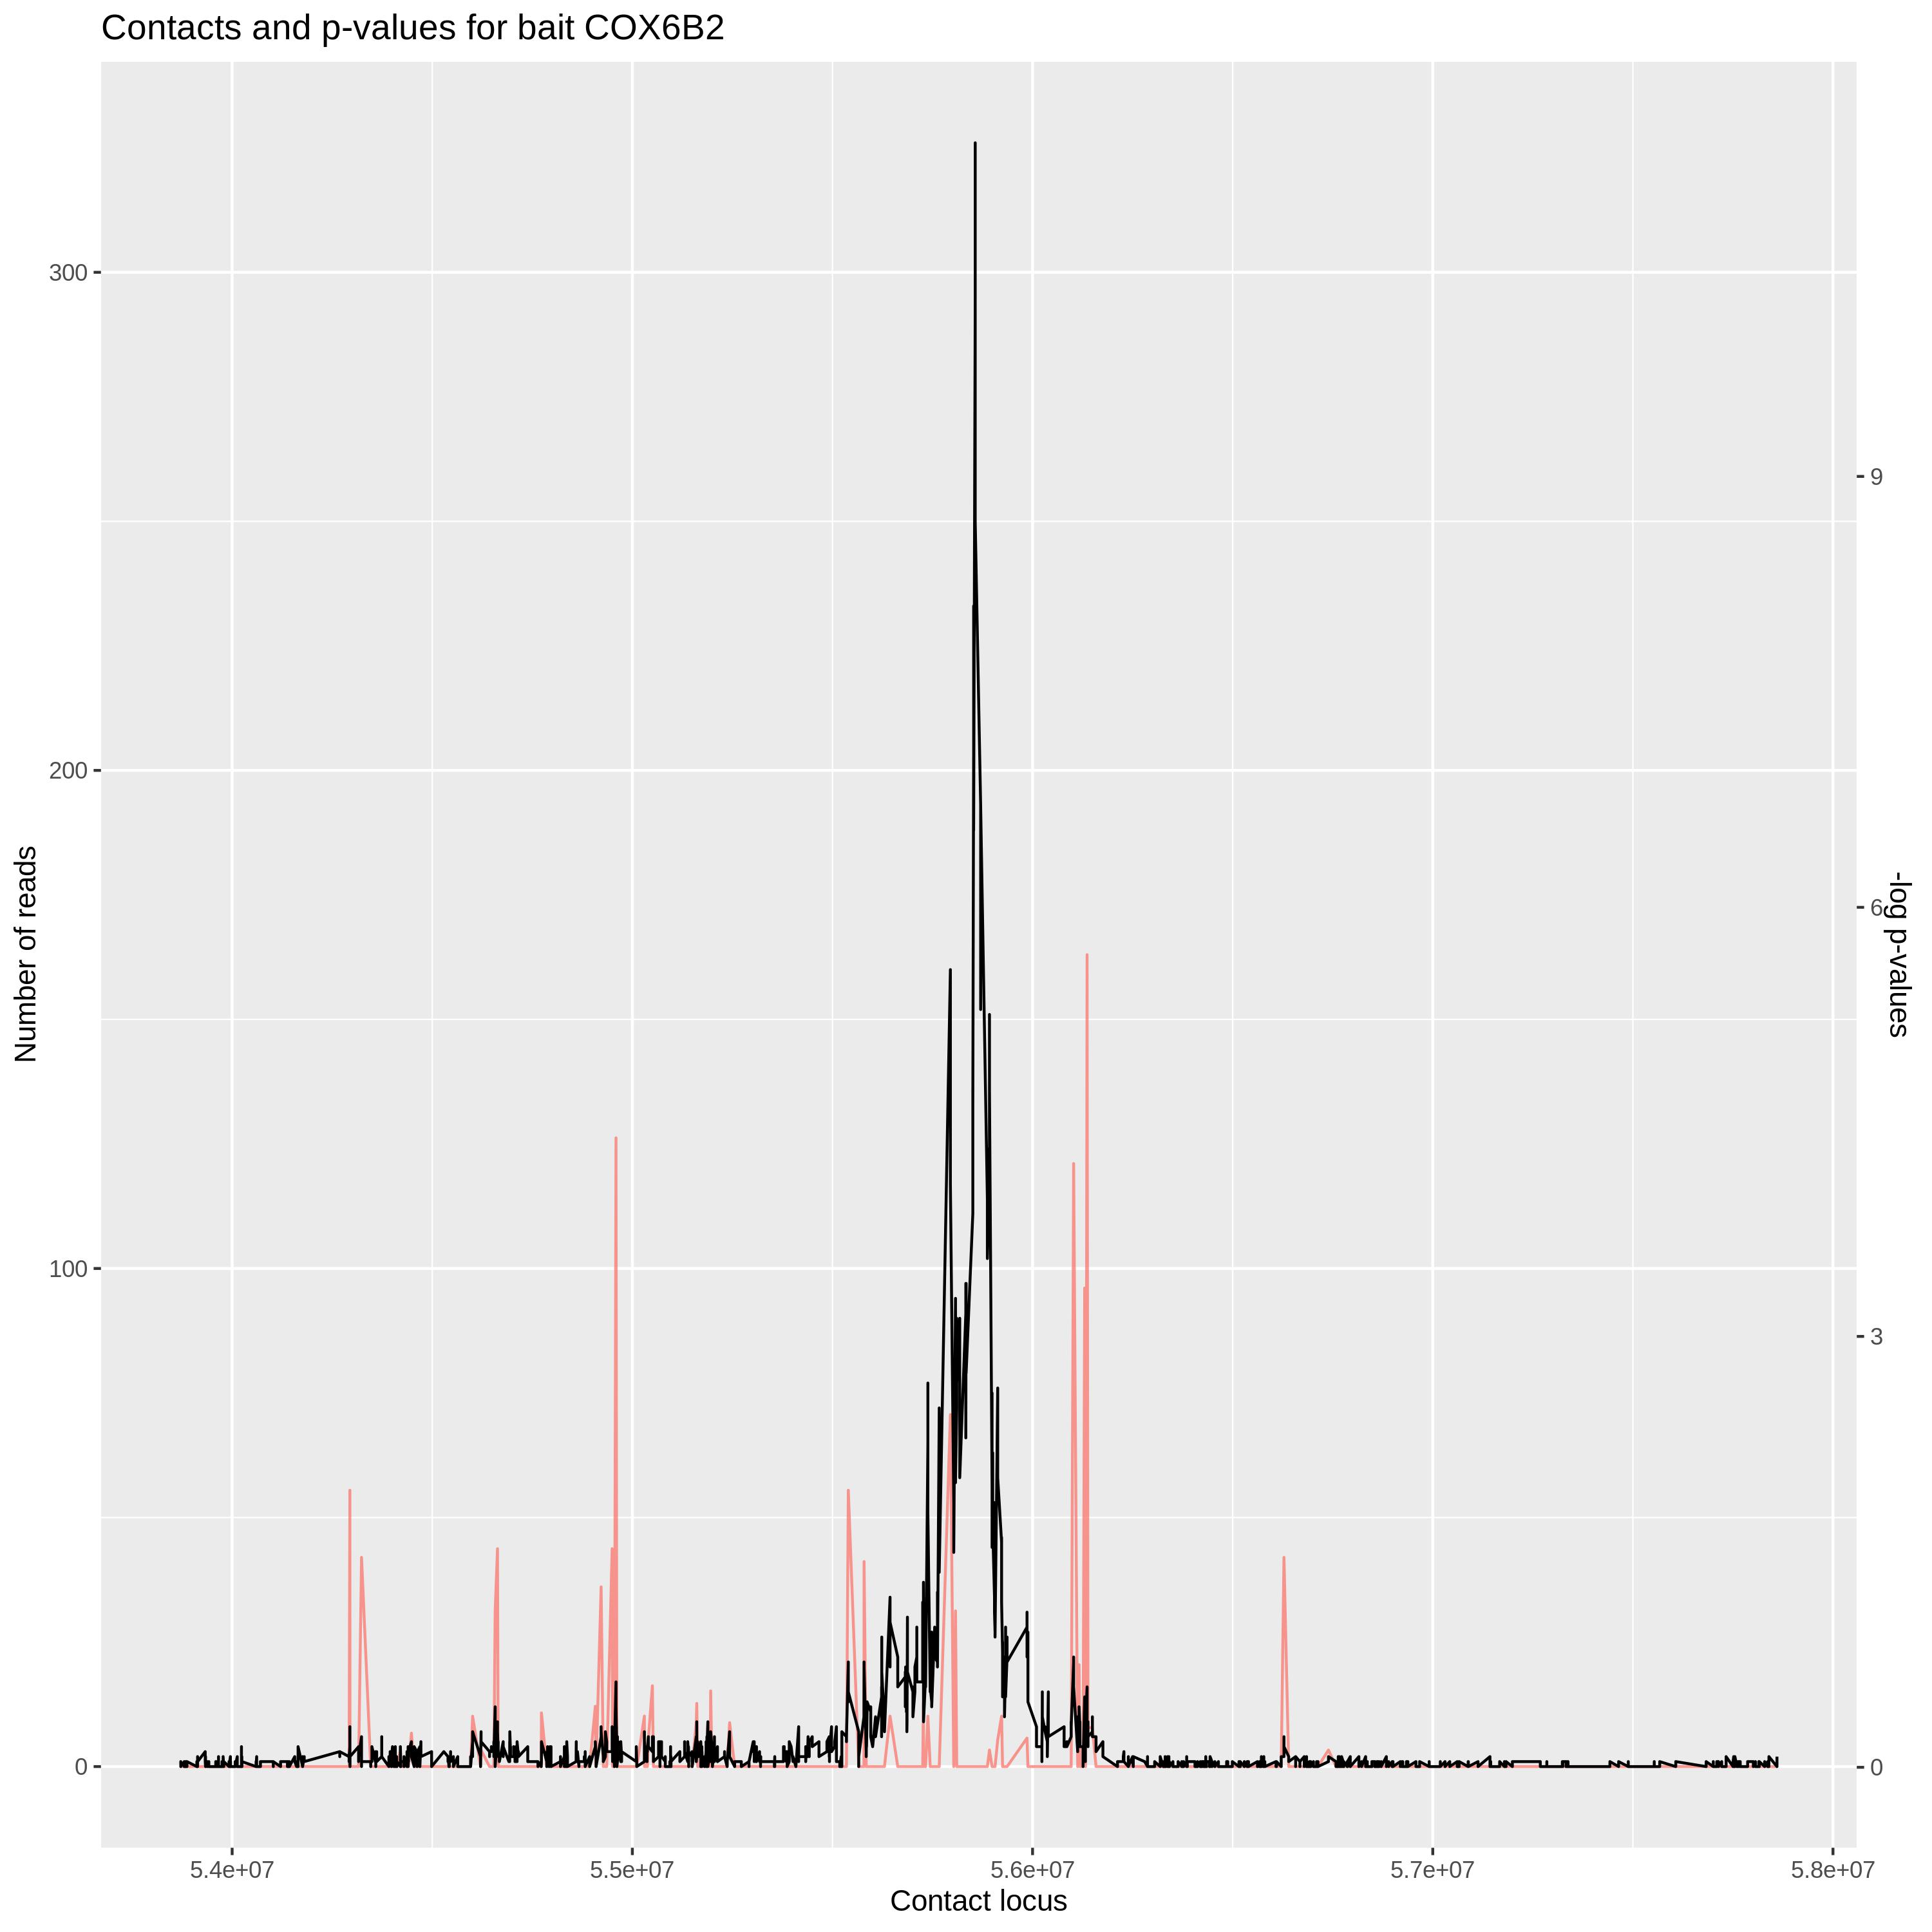 Contacts and p-values for bait COX6B2
300
200
100
0
Number of reads
9
6
3
0
-log p-values
5.4e+07
5.5e+07
5.6e+07
5.7e+07
5.8e+07
Contact locus